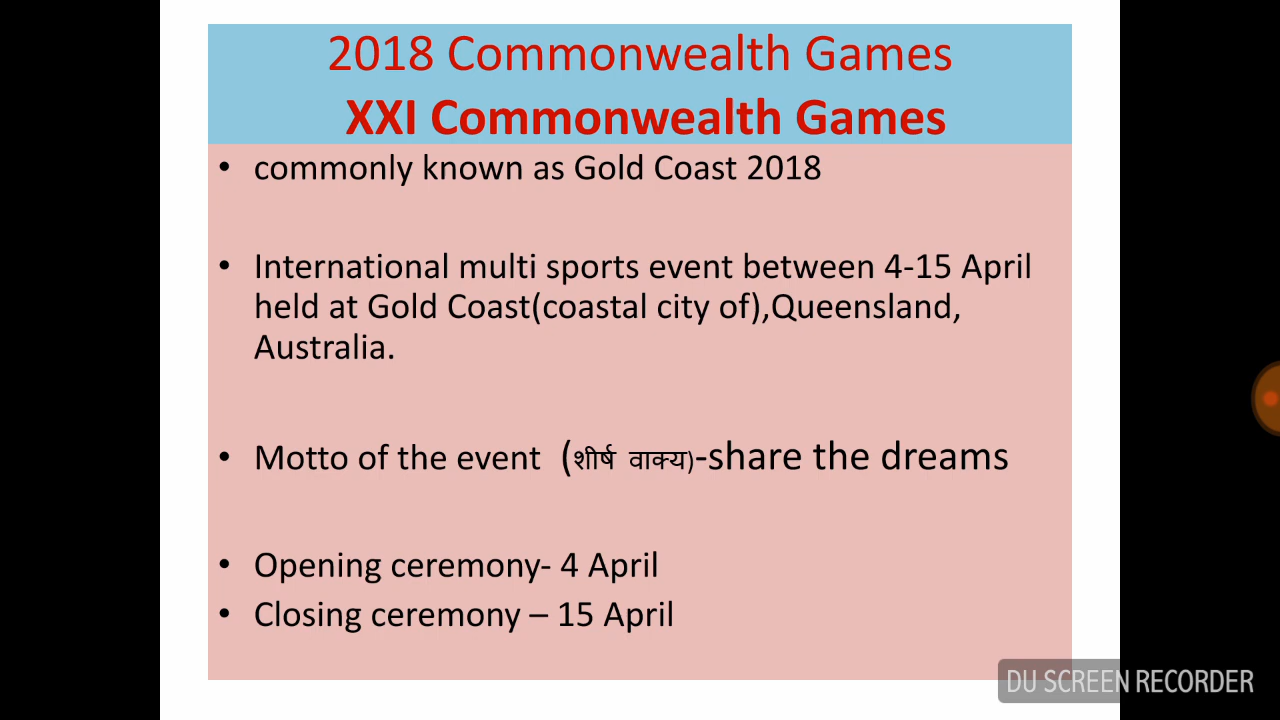 2018 Commonwealth Games
XXI Commonwealth Games
• commonly known as Gold Coast 2018
• International multi sports event between 4-15 April
held at Gold Coast(coastal city of),Queensland,
Australia.
• Motto of the event (शीर्ष वाक्य)-share the dreams
• Opening ceremony- 4 April
• Closing ceremony – 15 April
DU SCREEN RECORDER